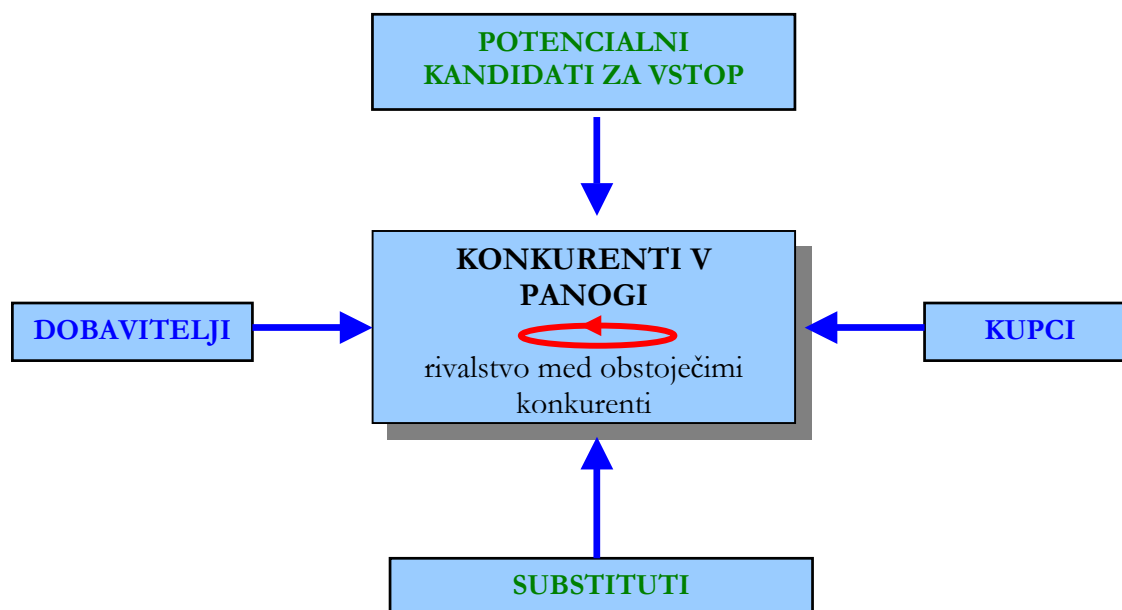 POTENCIALNI
KANDIDATI ZA VSTOP
KONKURENTI V
PANOGI
rivalstvo med obstoječimi
konkurenti
DOBAVITELJI
KUPCI
SUBSTITUTI